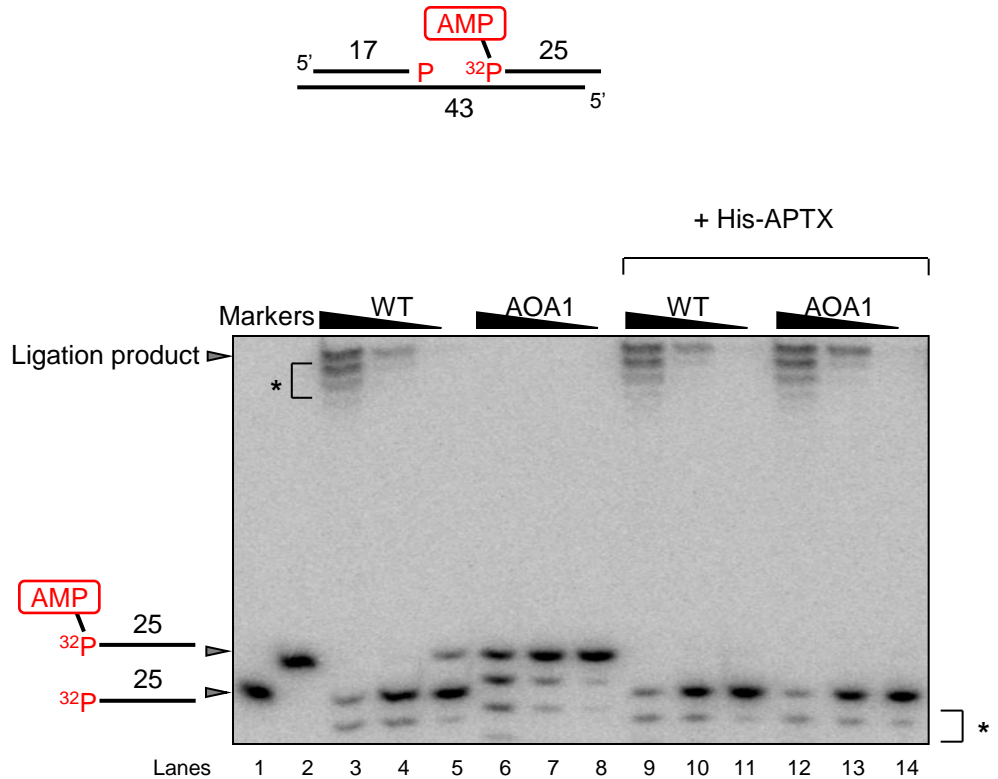 AMP
17 25
5’ P 32P
43 5’
+ His-APTX
Markers WT AOA1 WT AOA1
Ligation product
*
AMP
25
32P
25
32P
*
Lanes 1 2 3 4 5 6 7 8 9 10 11 12 13 14